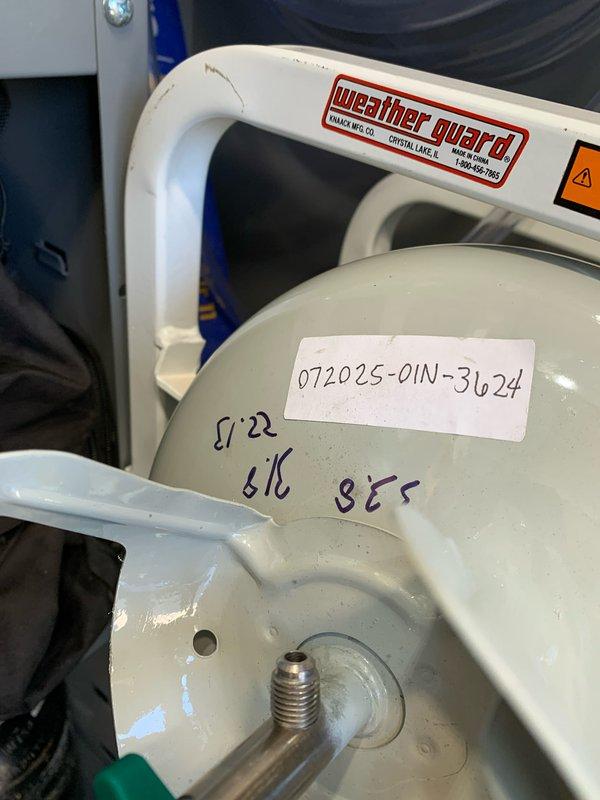 weather guard®
KNAACK MFG. CO. CRYSTAL LAKE, IL MADE IN CHINA 1-800-456-7865
072025-01N-3624